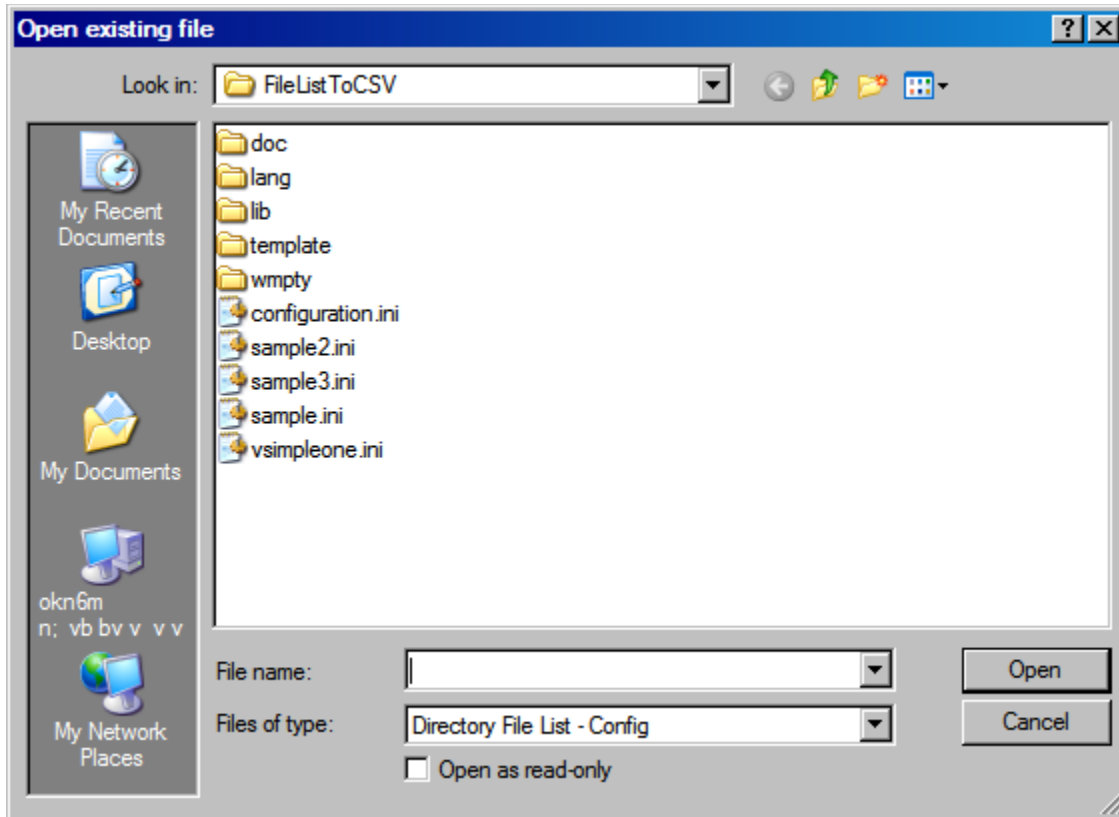 Open existing file
Look in: FileListToCSV
My Recent
Documents
Desktop
My Documents
okn6m
n; vb bv v v v
My Network
Places
doc
lang
lib
template
wmpty
configuration.ini
sample2.ini
sample3.ini
sample.ini
vsimpleone.ini
File name: Open
Files of type: Directory File List - Config Cancel
Open as read-only